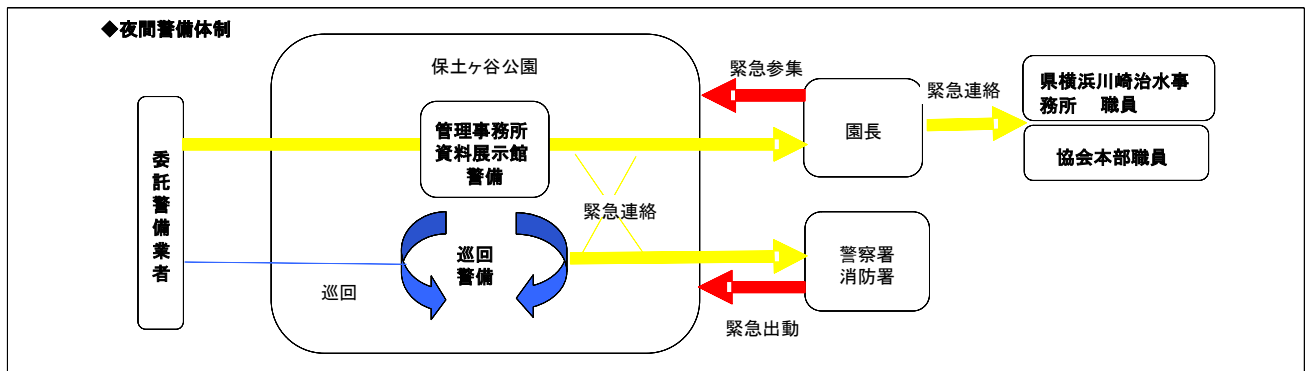 ◆夜間警備体制
保土ヶ谷公園
委託警備業者
管理事務所
資料展示館
警備
巡回
警備
巡回
緊急連絡
緊急参集
園長
緊急連絡
県横浜川崎治水事
務所　職員
協会本部職員
警察署
消防署
緊急出動